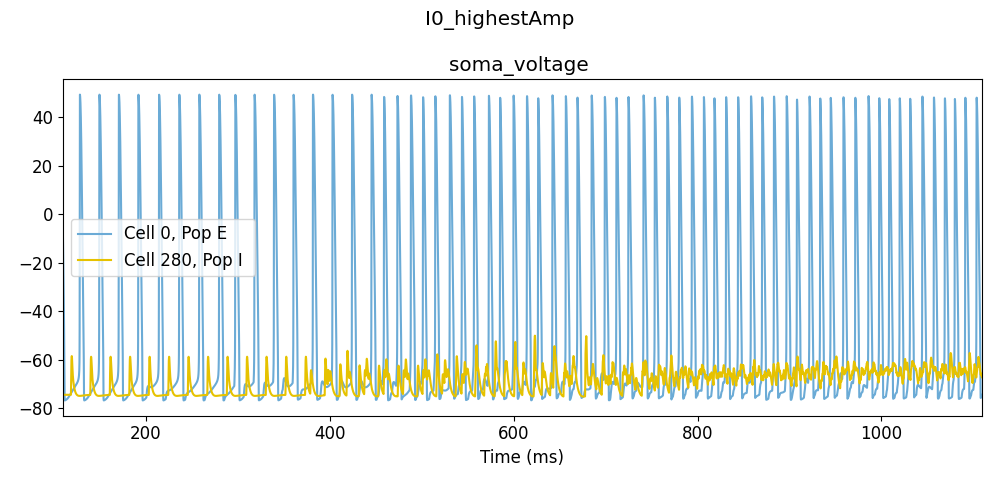 I0_highestAmp
soma_voltage
40
20
0
−20
−40
−60
−80
Cell 0, Pop E
Cell 280, Pop I
200 400 600 800 1000
Time (ms)